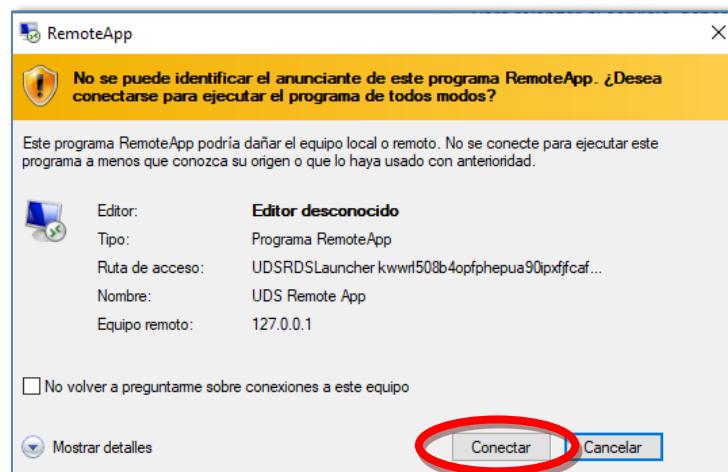 RemoteApp
No se puede identificar el anunciante de este programa RemoteApp. ¿Desea
conectarse para ejecutar el programa de todos modos?
Este programa RemoteApp podría dañar el equipo local o remoto. No se conecte para ejecutar este
programa a menos que conozca su origen o que lo haya usado con anterioridad.
Editor: Editor desconocido
Tipo: Programa RemoteApp
Ruta de acceso: UDSRDSLauncher kwwrl508b4opfphepua90ipxfjfcaf...
Nombre: UDS Remote App
Equipo remoto: 127.0.0.1
No volver a preguntarme sobre conexiones a este equipo
Mostrar detalles Conectar Cancelar